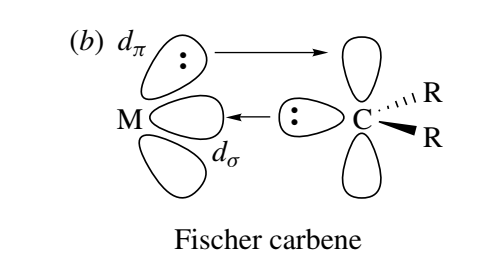 (b) dπ
R
M C
R
dσ
Fischer carbene